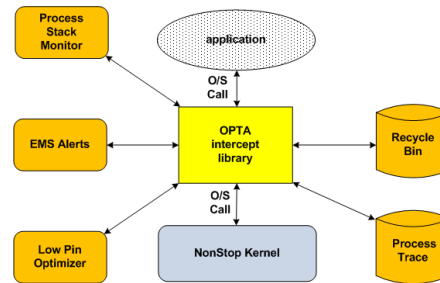 Process
Stack
Monitor
application
O/S
Call
EMS Alerts
OPTA
intercept
library
Recycle
Bin
O/S
Call
Low Pin
Optimizer
NonStop Kernel
Process
Trace